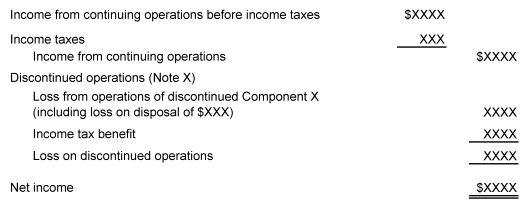 Income from continuing operations before income taxes $XXXX
Income taxes XXX
Income from continuing operations $XXXX
Discontinued operations (Note X)
Loss from operations of discontinued Component X
(including loss on disposal of $XXX) XXXX
Income tax benefit XXXX
Loss on discontinued operations XXXX
Net income $XXXX